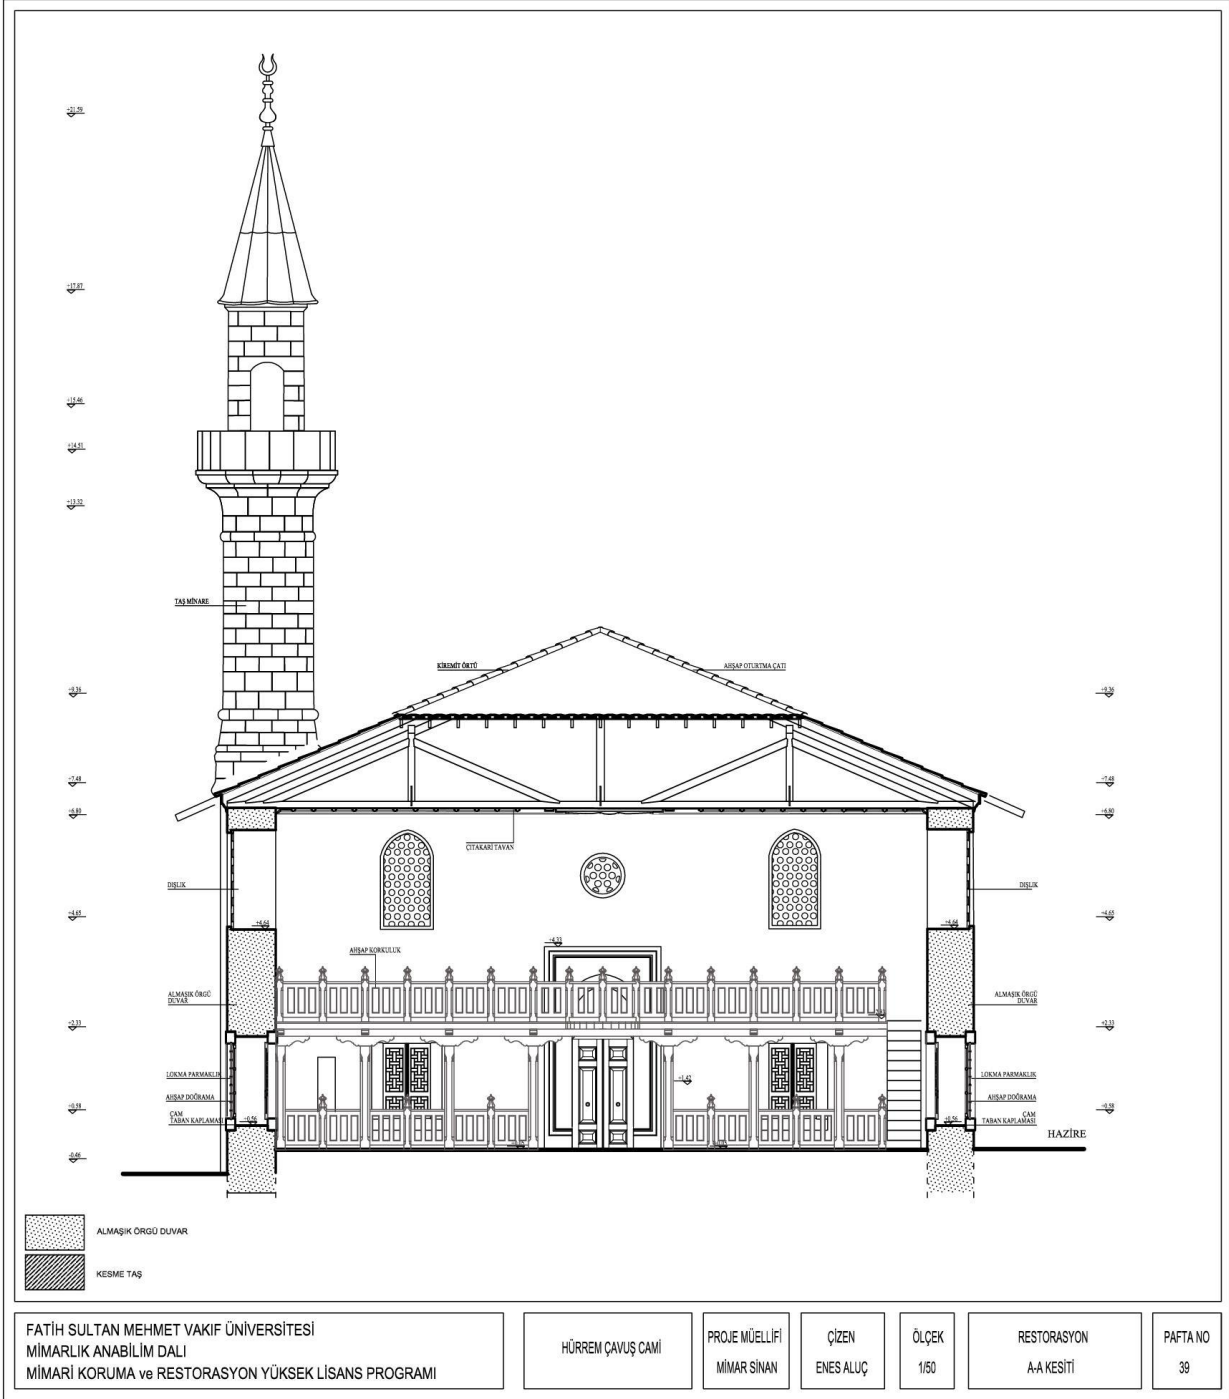 +21.59
+17.87
+15.46
+14.51
+13.32
TAŞ MİNARE
KİREMİT ÖRTÜ
AHŞAP OTURTMA ÇATI
+9.36
+9.36
+7.48
+7.48
+6.80
+6.80
ÇITAKARİ TAVAN
DIŞLIK
DIŞLIK
+4.65
+4.65
+4.64
+4.64
+4.33
AHŞAP KORKULUK
ALMAŞIK ÖRGÜ
DUVAR
ALMAŞIK ÖRGÜ
DUVAR
+2.33
+2.33
LOKMA PARMAKLIK
LOKMA PARMAKLIK
+1.42
AHŞAP DOĞRAMA
AHŞAP DOĞRAMA
+0.58
+0.58
ÇAM
TABAN KAPLAMASI
+0.56
+0.56
ÇAM
TABAN KAPLAMASI
HAZİRE
-0.46
ALMAŞIK ÖRGÜ DUVAR
KESME TAŞ
FATİH SULTAN MEHMET VAKIF ÜNİVERSİTESİ
MİMARLIK ANABİLİM DALI
MİMARİ KORUMA ve RESTORASYON YÜKSEK LİSANS PROGRAMI
HÜRREM ÇAVUŞ CAMİ
PROJE MÜELLİFİ
MİMAR SİNAN
ÇİZEN
ENES ALUÇ
ÖLÇEK
1/50
RESTORASYON
A-A KESİTİ
PAFTA NO
39